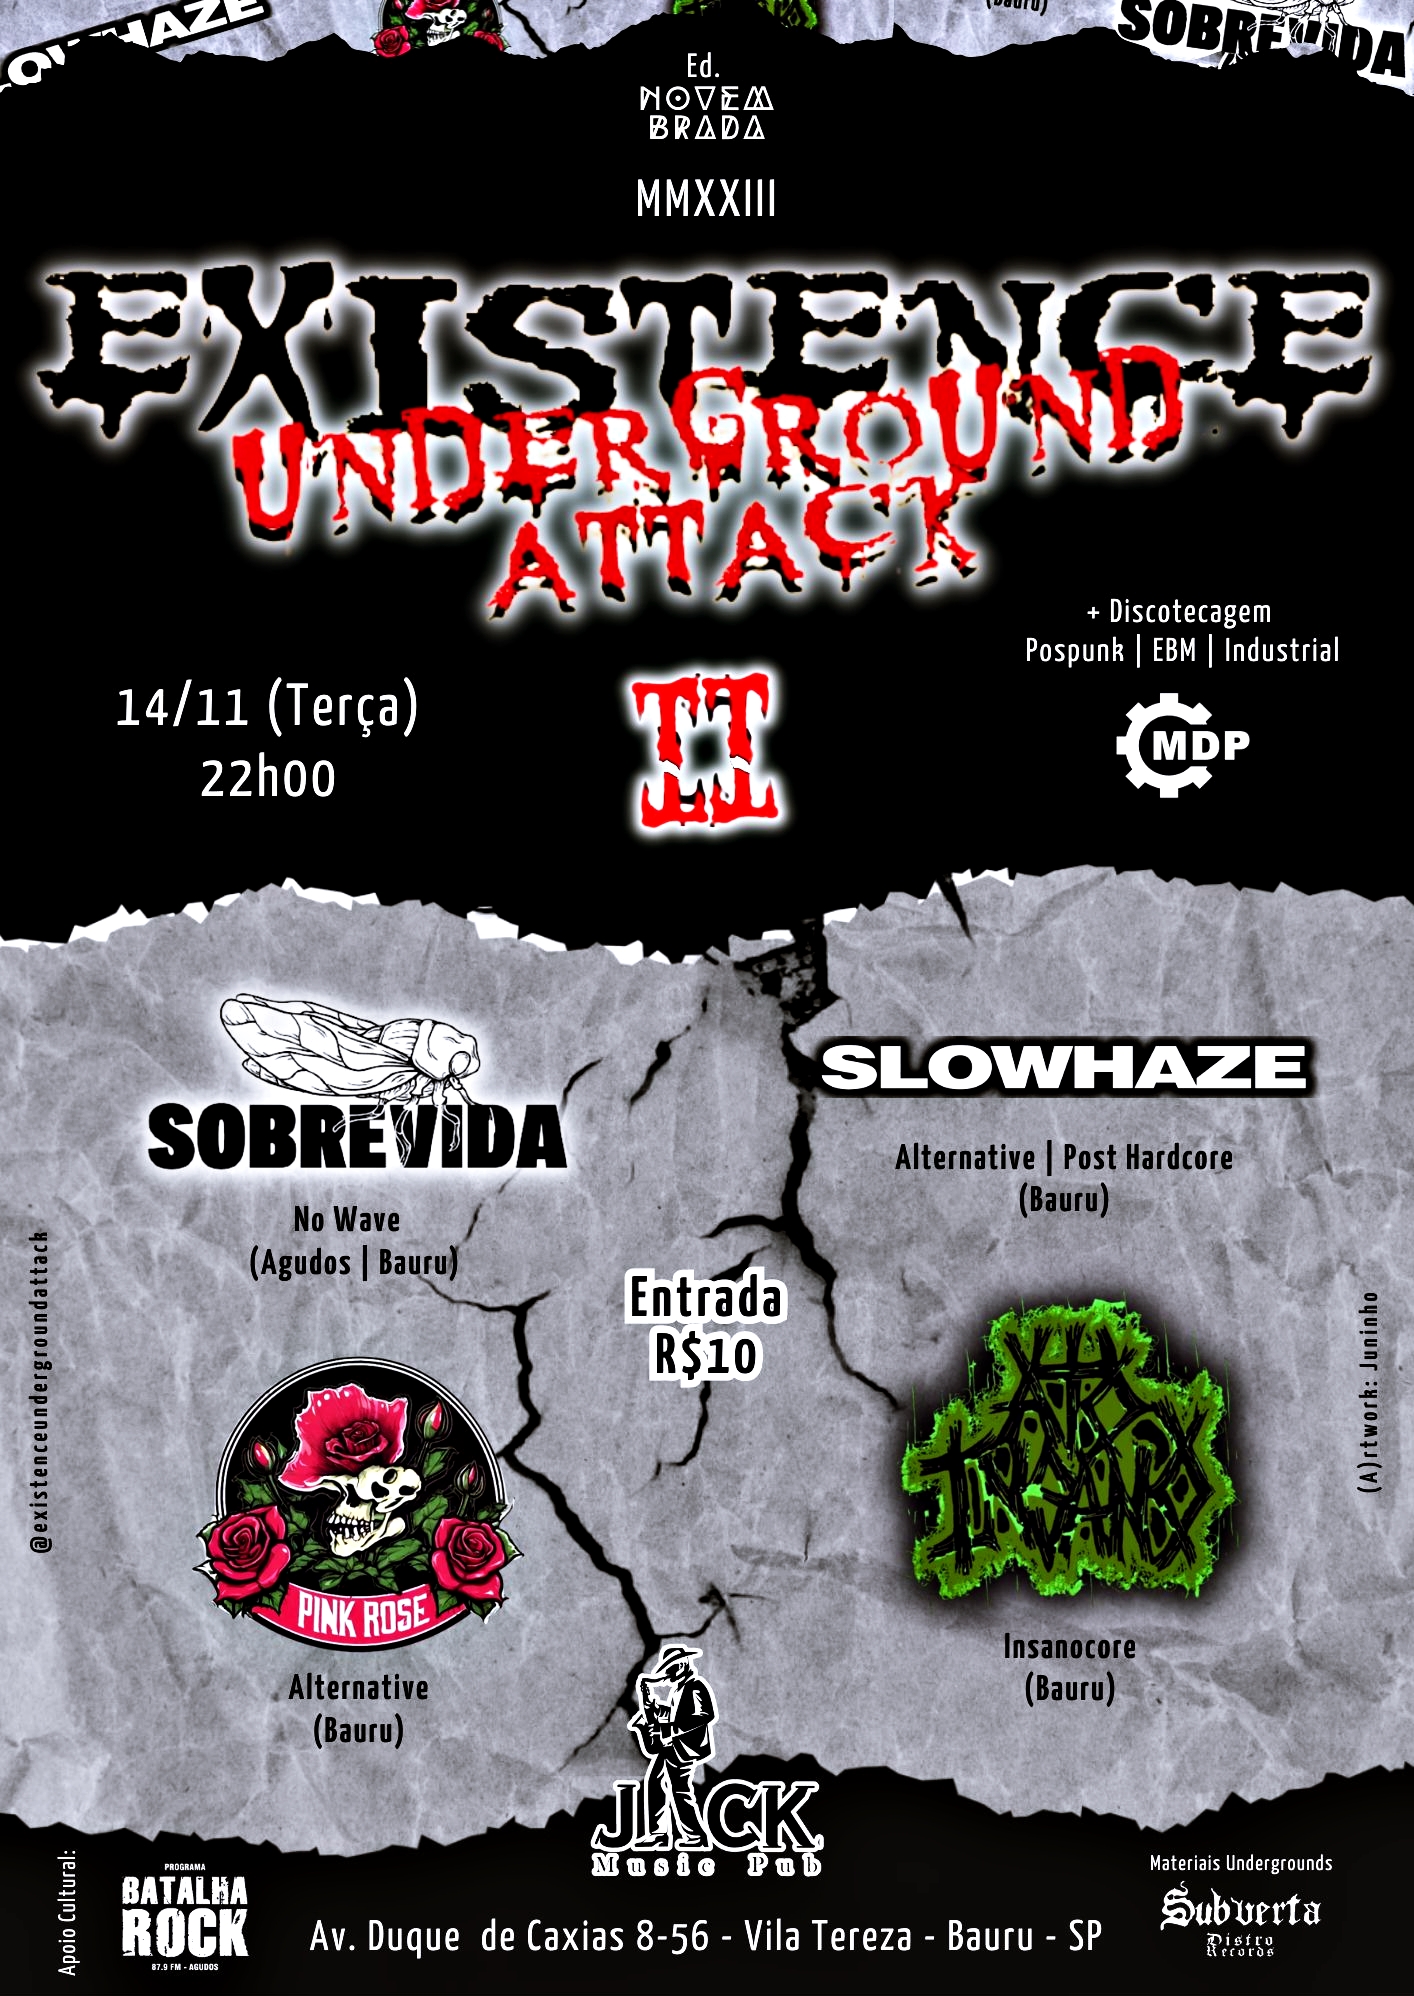 (Bauru)
SOBREVIDA
Ed.
NOVEM
BRADA
MMXXIII
EXISTENCE
UNDERGROUND
ATTACK
II
14/11 (Terça)
22h00
+ Discotecagem
Pospunk | EBM | Industrial
MDP
SOBREVIDA
No Wave
(Agudos | Bauru)
SLOWHAZE
Alternative | Post Hardcore
(Bauru)
Entrada
R$10
@existenceundergroundattack
(A)rtwork: Juninho
PINK ROSE
Alternative
(Bauru)
INSANO
Insanocore
(Bauru)
JACK
Music Pub
Apoio Cultural:
PROGRAMA
BATALHA
ROCK
87.9 FM - AGUDOS
Av. Duque de Caxias 8-56 - Vila Tereza - Bauru - SP
Materiais Undergrounds
Subverta
Distro
Records